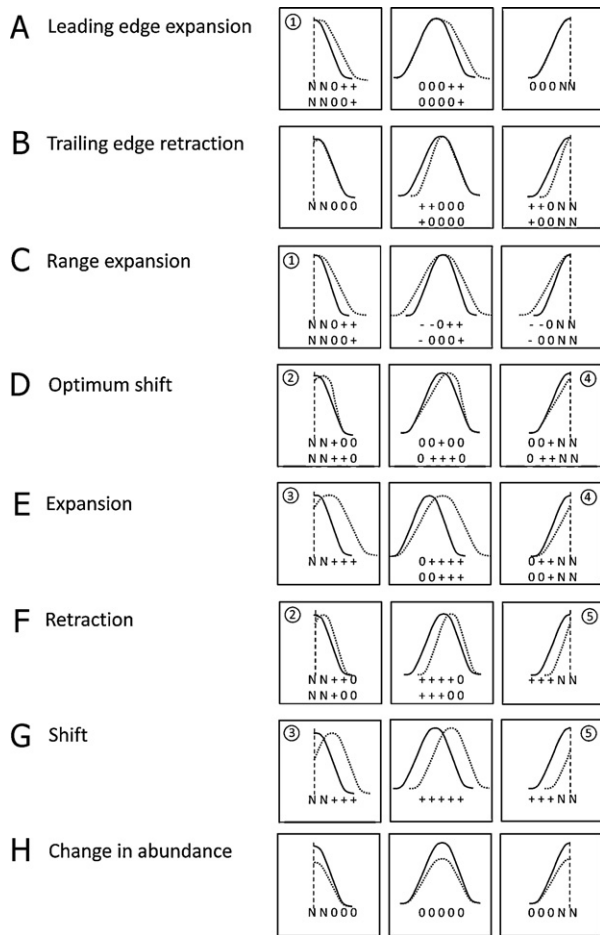 A Leading edge expansion
①
N N 0 + +
N N 0 0 +
0 0 0 + +
0 0 0 0 +
0 0 0 N N
B Trailing edge retraction
N N 0 0 0
+ + 0 0 0
+ 0 0 0 0
+ + 0 N N
+ 0 0 N N
C Range expansion
①
N N 0 + +
N N 0 0 +
- - 0 + +
- 0 0 0 +
- - 0 N N
- 0 0 N N
D Optimum shift
②
N N + 0 0
N N + + 0
0 0 + 0 0
0 + + + 0
④
0 0 + N N
0 + + N N
E Expansion
③
N N + + +
0 + + + +
0 0 + + +
④
0 + + N N
0 0 + N N
F Retraction
②
N N + + 0
N N + 0 0
+ + + + 0
+ + + 0 0
⑤
+ + + N N
G Shift
③
N N + + +
+ + + + +
⑤
+ + + N N
H Change in abundance
N N 0 0 0
0 0 0 0 0
0 0 0 N N